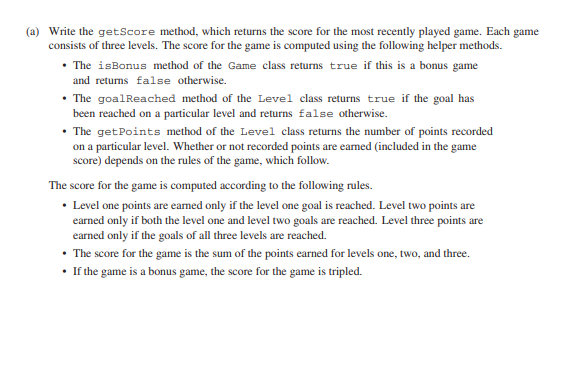 (a) Write the getScore method, which returns the score for the most recently played game. Each game
consists of three levels. The score for the game is computed using the following helper methods.
• The isBonus method of the Game class returns true if this is a bonus game
and returns false otherwise.
• The goalReached method of the Level class returns true if the goal has
been reached on a particular level and returns false otherwise.
• The getPoints method of the Level class returns the number of points recorded
on a particular level. Whether or not recorded points are earned (included in the game
score) depends on the rules of the game, which follow.
The score for the game is computed according to the following rules.
• Level one points are earned only if the level one goal is reached. Level two points are
earned only if both the level one and level two goals are reached. Level three points are
earned only if the goals of all three levels are reached.
• The score for the game is the sum of the points earned for levels one, two, and three.
• If the game is a bonus game, the score for the game is tripled.